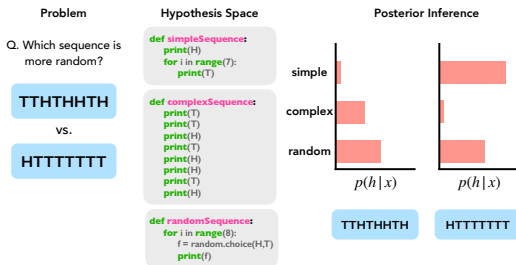 Problem
Q. Which sequence is
more random?
TTHTHHTH
vs.
HTTTTTTT
Hypothesis Space
def simpleSequence:
print(H)
for i in range(7):
print(T)
def complexSequence:
print(T)
print(T)
print(H)
print(T)
print(H)
print(H)
print(T)
print(H)
def randomSequence:
for i in range(8):
f = random.choice(H,T)
print(f)
Posterior Inference
simple
complex
random
p(h|x)
p(h|x)
TTHTHHTH
HTTTTTTT